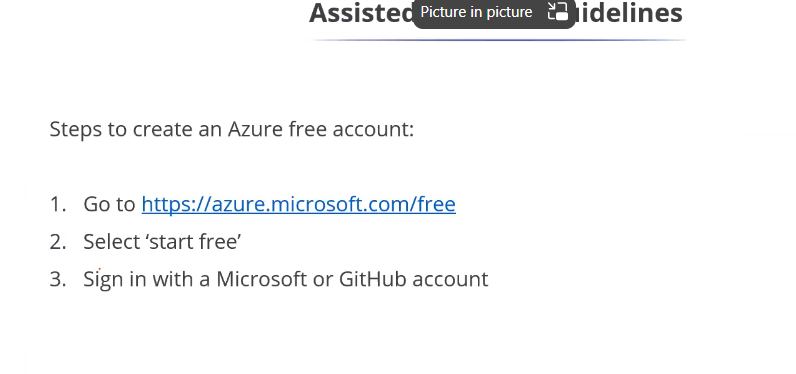 Assisted
Picture in picture
idelines
Steps to create an Azure free account:
1. Go to https://azure.microsoft.com/free
2. Select ‘start free’
3. Sign in with a Microsoft or GitHub account